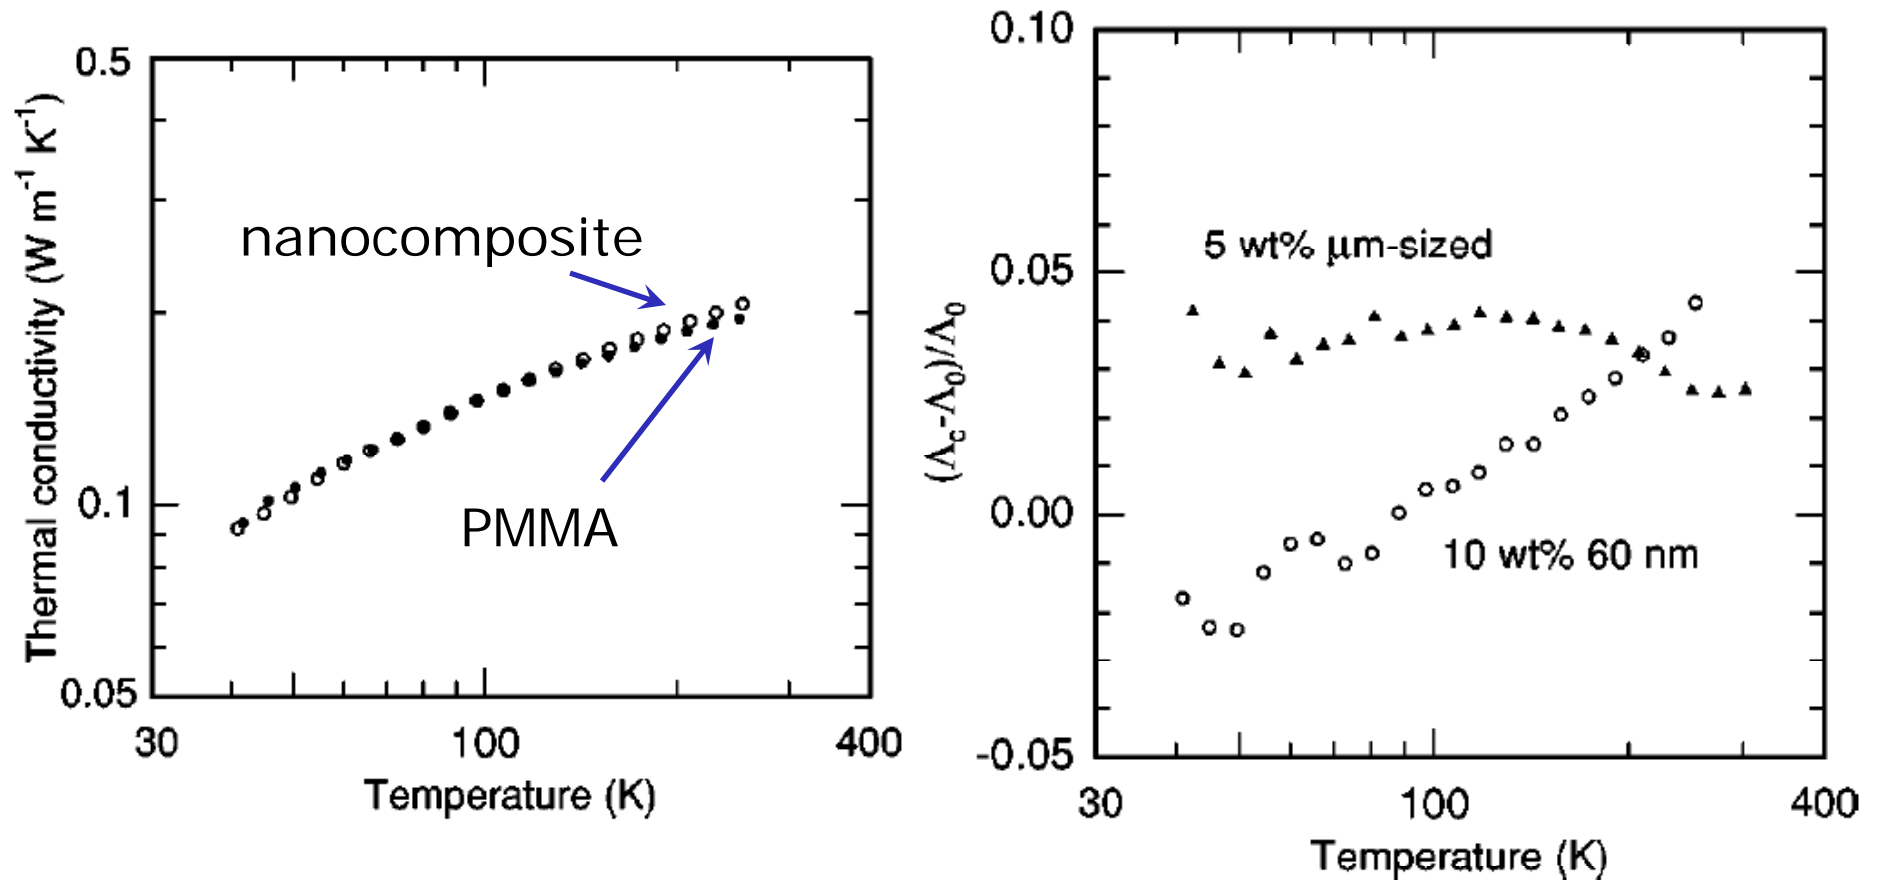 0.5
0.1
0.05
Thermal conductivity (W m⁻¹ K⁻¹)
nanocomposite
PMMA
30 100 400
Temperature (K)
0.10
0.05
0.00
-0.05
(Λc-Λ0)/Λ0
5 wt% μm-sized
10 wt% 60 nm
30 100 400
Temperature (K)